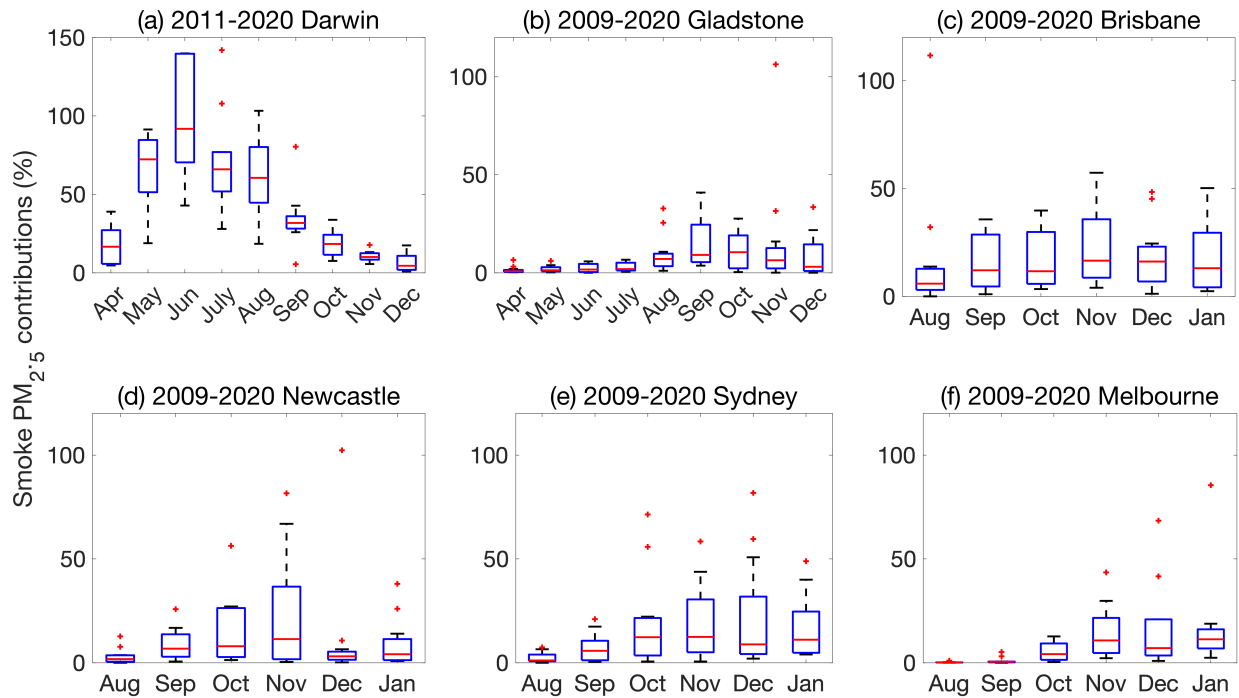 (a) 2011-2020 Darwin
(b) 2009-2020 Gladstone
(c) 2009-2020 Brisbane
Smoke PM2.5 contributions (%)
150
100
50
0
Apr May Jun July Aug Sep Oct Nov Dec
100
50
0
Apr May Jun July Aug Sep Oct Nov Dec
100
50
0
Aug Sep Oct Nov Dec Jan
(d) 2009-2020 Newcastle
(e) 2009-2020 Sydney
(f) 2009-2020 Melbourne
100
50
0
Aug Sep Oct Nov Dec Jan
100
50
0
Aug Sep Oct Nov Dec Jan
100
50
0
Aug Sep Oct Nov Dec Jan